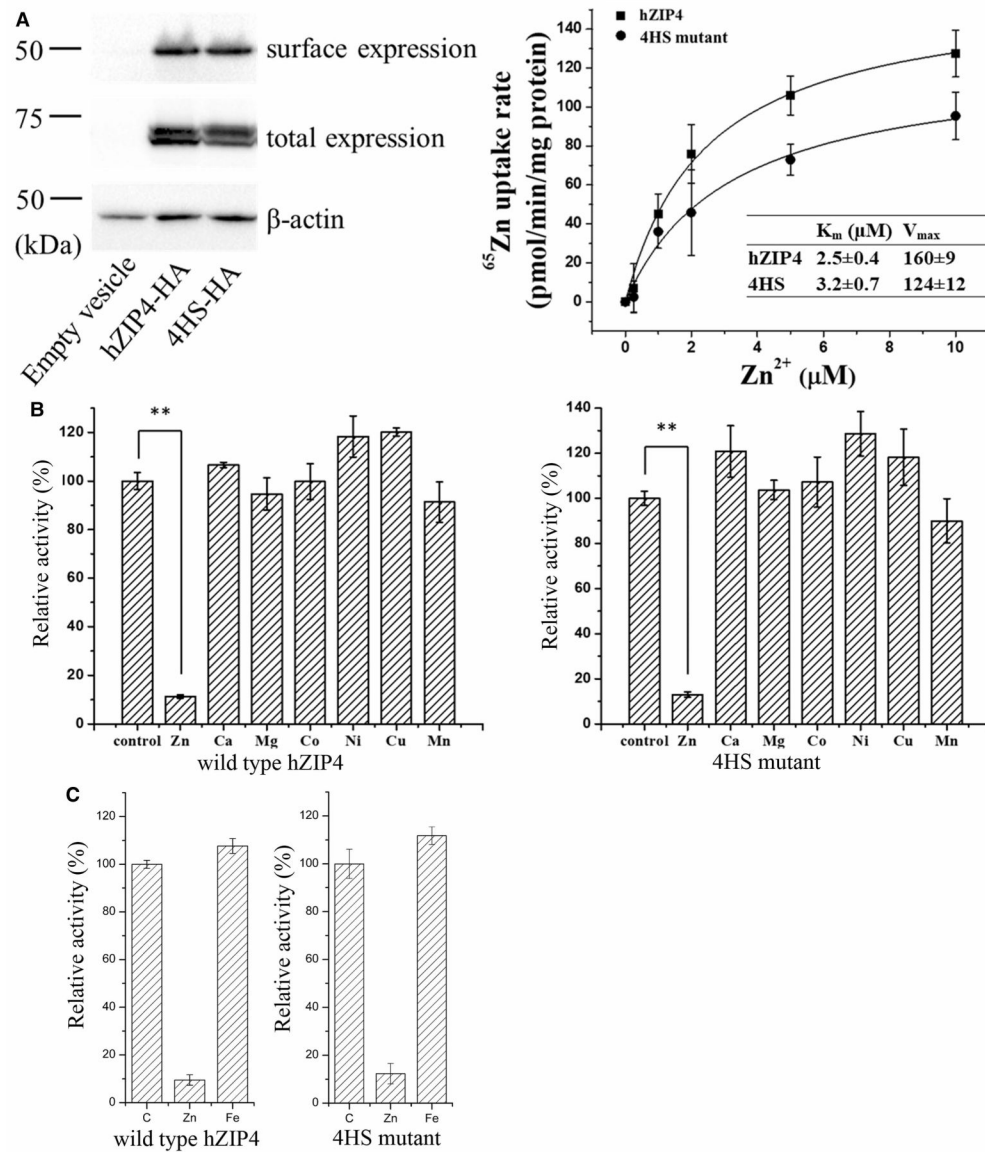 A
50
surface expression
75
total expression
50
β-actin
(kDa)
Empty vesicle
hZIP4-HA
4HS-HA
hZIP4
4HS mutant
⁶⁵Zn uptake rate
(pmol/min/mg protein)
140
120
100
80
60
40
20
0
Kₘ (μM) Vₘₐₓ
hZIP4 2.5±0.4 160±9
4HS 3.2±0.7 124±12
0 2 4 6 8 10
Zn²⁺ (μM)
B
Relative activity (%)
120
100
80
60
40
20
0
**
control Zn Ca Mg Co Ni Cu Mn
wild type hZIP4
Relative activity (%)
140
120
100
80
60
40
20
0
**
control Zn Ca Mg Co Ni Cu Mn
4HS mutant
C
Relative activity (%)
120
100
80
60
40
20
0
C Zn Fe
wild type hZIP4
Relative activity (%)
120
100
80
60
40
20
0
C Zn Fe
4HS mutant